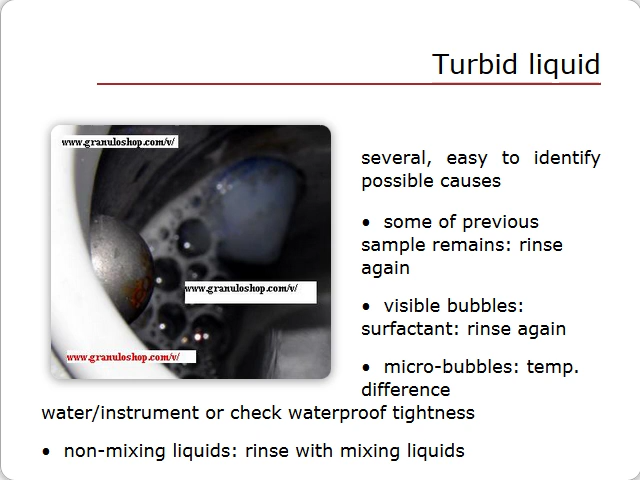 Turbid liquid
www.granuloshop.com/v/
www.granuloshop.com/v/
www.granuloshop.com/v/
several, easy to identify
possible causes
• some of previous
sample remains: rinse
again
• visible bubbles:
surfactant: rinse again
• micro-bubbles: temp.
difference
water/instrument or check waterproof tightness
• non-mixing liquids: rinse with mixing liquids